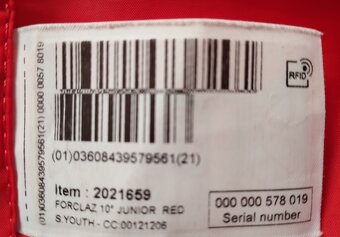 (01)03608439579561(21) 0000 0057 8019
RFID
(01)03608439579561(21)
Item : 2021659
FORCLAZ 10° JUNIOR RED
S.YOUTH - CC:00121206
000 000 578 019
Serial number